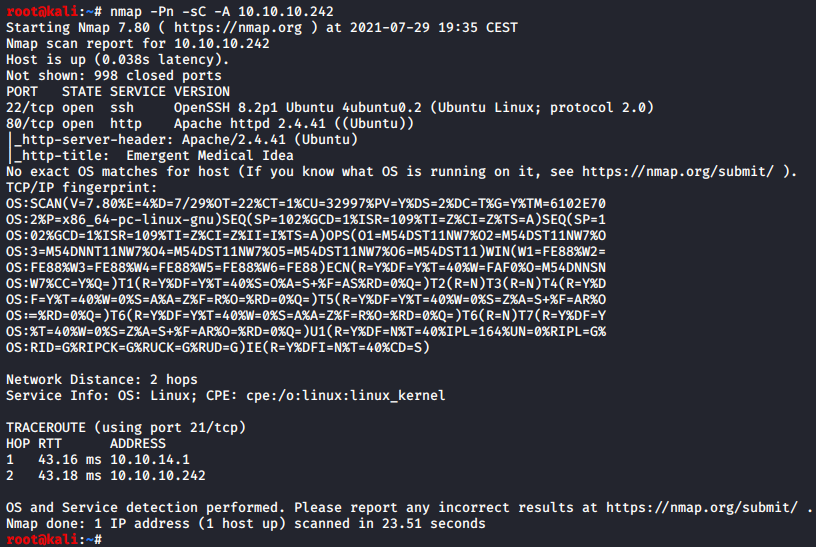 root@kali:~# nmap -Pn -sC -A 10.10.10.242
Starting Nmap 7.80 ( https://nmap.org ) at 2021-07-29 19:35 CEST
Nmap scan report for 10.10.10.242
Host is up (0.038s latency).
Not shown: 998 closed ports
PORT   STATE SERVICE VERSION
22/tcp open  ssh     OpenSSH 8.2p1 Ubuntu 4ubuntu0.2 (Ubuntu Linux; protocol 2.0)
80/tcp open  http    Apache httpd 2.4.41 ((Ubuntu))
|_http-server-header: Apache/2.4.41 (Ubuntu)
|_http-title:  Emergent Medical Idea
No exact OS matches for host (If you know what OS is running on it, see https://nmap.org/submit/ ).
TCP/IP fingerprint:
OS:SCAN(V=7.80%E=4%D=7/29%OT=22%CT=1%CU=32997%PV=Y%DS=2%DC=T%G=Y%TM=6102E70
OS:2%P=x86_64-pc-linux-gnu)SEQ(SP=102%GCD=1%ISR=109%TI=Z%CI=Z%TS=A)SEQ(SP=1
OS:02%GCD=1%ISR=109%TI=Z%CI=Z%II=I%TS=A)OPS(O1=M54DST11NW7%O2=M54DST11NW7%O
OS:3=M54DNNT11NW7%O4=M54DST11NW7%O5=M54DST11NW7%O6=M54DST11)WIN(W1=FE88%W2=
OS:FE88%W3=FE88%W4=FE88%W5=FE88%W6=FE88)ECN(R=Y%DF=Y%T=40%W=FAF0%O=M54DNNSN
OS:W7%CC=Y%Q=)T1(R=Y%DF=Y%T=40%S=O%A=S+%F=AS%RD=0%Q=)T2(R=N)T3(R=N)T4(R=Y%D
OS:F=Y%T=40%W=0%S=A%A=Z%F=R%O=%RD=0%Q=)T5(R=Y%DF=Y%T=40%W=0%S=Z%A=S+%F=AR%O
OS:=%RD=0%Q=)T6(R=Y%DF=Y%T=40%W=0%S=A%A=Z%F=R%O=%RD=0%Q=)T6(R=N)T7(R=Y%DF=Y
OS:%T=40%W=0%S=Z%A=S+%F=AR%O=%RD=0%Q=)U1(R=Y%DF=N%T=40%IPL=164%UN=0%RIPL=G%
OS:RID=G%RIPCK=G%RUCK=G%RUD=G)IE(R=Y%DFI=N%T=40%CD=S)
Network Distance: 2 hops
Service Info: OS: Linux; CPE: cpe:/o:linux:linux_kernel
TRACEROUTE (using port 21/tcp)
HOP RTT      ADDRESS
1   43.16 ms 10.10.14.1
2   43.18 ms 10.10.10.242
OS and Service detection performed. Please report any incorrect results at https://nmap.org/submit/ .
Nmap done: 1 IP address (1 host up) scanned in 23.51 seconds
root@kali:~#